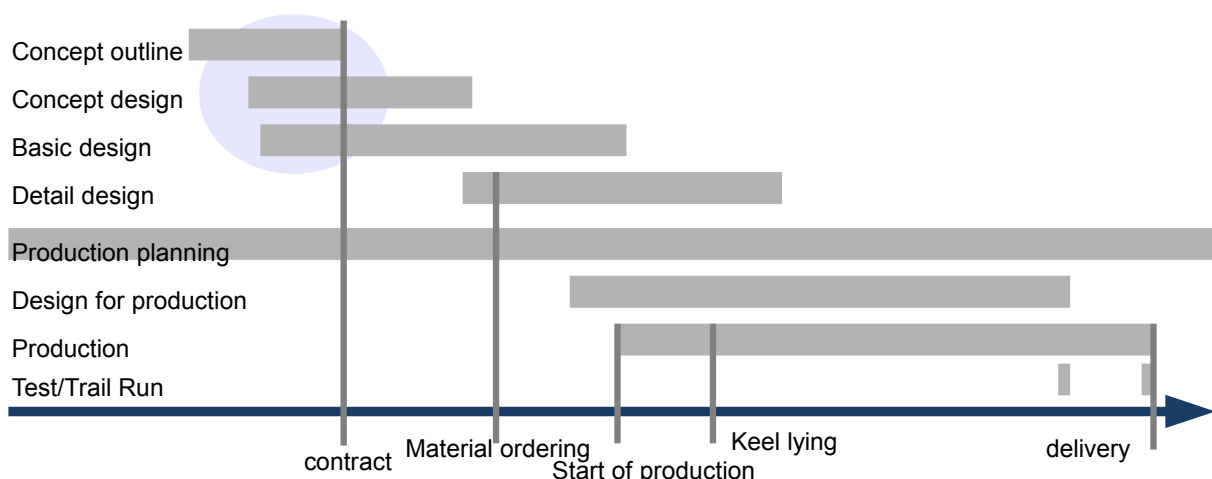 Concept outline
Concept design
Basic design
Detail design
Production planning
Design for production
Production
Test/Trail Run
contract
Material ordering
Start of production
Keel lying
delivery